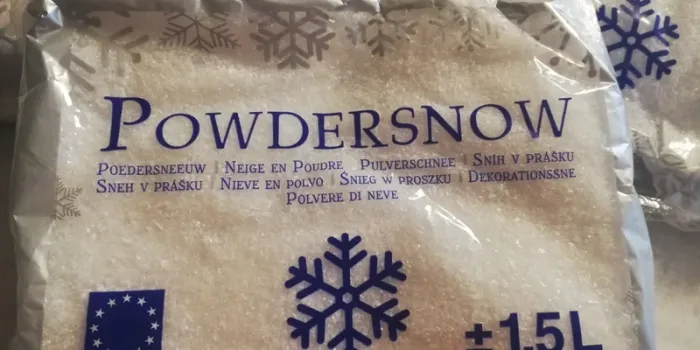 POWDERSNOW
POEDERSNEEUW | NEIGE EN POUDRE | PULVERSCHNEE | SNIH V PRÁŠKU
SNEH V PRÁŠKU | NIEVE EN POLVO | ŚNIEG W PROSZKU | DEKORATIONSSNE
POLVERE DI NEVE
± 1,5L